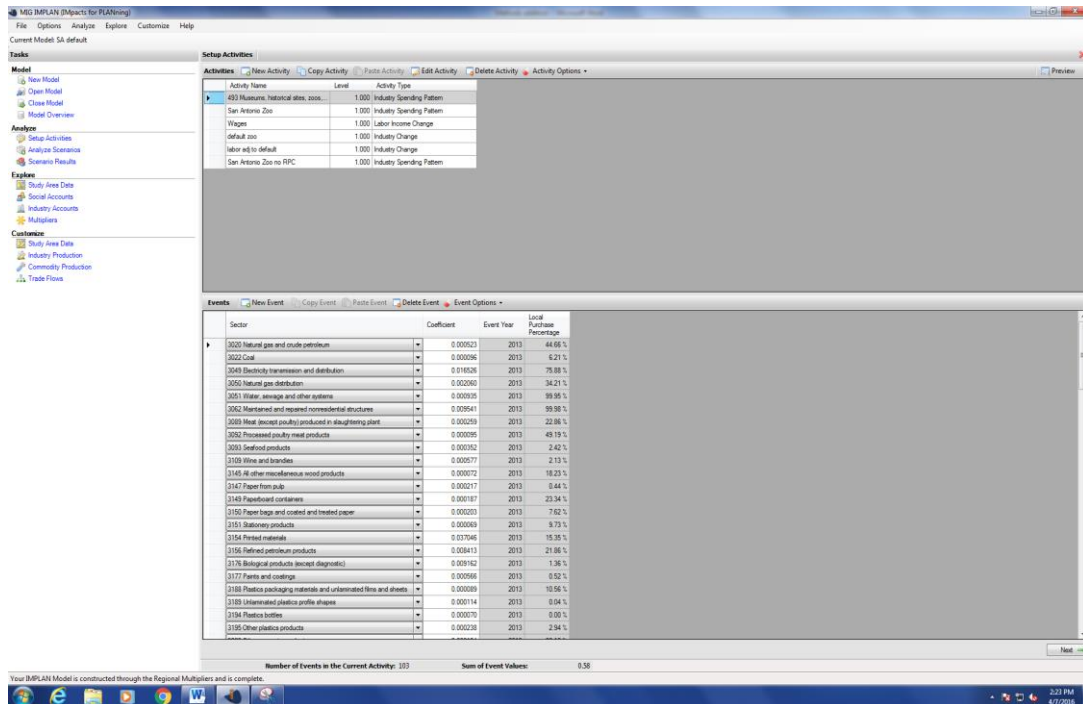 MIG IMPLAN (IMpacts for PLANning)
File Options Analyze Explore Customize Help
Current Model: SA default
Tasks
Model
New Model
Open Model
Close Model
Model Overview
Analyze
Setup Activities
Analyze Scenarios
Scenario Results
Explore
Study Area Data
Social Accounts
Industry Accounts
Multipliers
Customize
Study Area Data
Industry Production
Commodity Production
Trade Flows
Setup Activities
Activities New Activity Copy Activity Paste Activity Edit Activity Delete Activity Activity Options Preview
Activity Name Level Activity Type
493 Museums, historical sites, zoos,... 1.000 Industry Spending Pattern
San Antonio Zoo 1.000 Industry Spending Pattern
Wages 1.000 Labor Income Change
default zoo 1.000 Industry Change
labor adj to default 1.000 Industry Change
San Antonio Zoo no RPC 1.000 Industry Spending Pattern
Events New Event Copy Event Paste Event Delete Event Event Options
Sector Coefficient Event Year Local Purchase Percentage
3020 Natural gas and crude petroleum 0.000523 2013 44.66 %
3022 Coal 0.000096 2013 6.21 %
3049 Electricity transmission and distribution 0.016526 2013 75.88 %
3050 Natural gas distribution 0.002060 2013 34.21 %
3051 Water, sewage and other systems 0.000935 2013 99.95 %
3062 Maintained and repaired nonresidential structures 0.009541 2013 99.98 %
3089 Meat (except poultry) produced in slaughtering plant 0.000259 2013 22.86 %
3092 Processed poultry meat products 0.000095 2013 49.19 %
3093 Seafood products 0.000352 2013 2.42 %
3109 Wine and brandies 0.000577 2013 2.13 %
3145 All other miscellaneous wood products 0.000072 2013 18.23 %
3147 Paper from pulp 0.000217 2013 0.44 %
3149 Paperboard containers 0.000187 2013 23.34 %
3150 Paper bags and coated and treated paper 0.000203 2013 7.62 %
3151 Stationery products 0.000069 2013 9.73 %
3154 Printed materials 0.037046 2013 15.35 %
3156 Refined petroleum products 0.008413 2013 21.86 %
3176 Biological products (except diagnostic) 0.009162 2013 1.36 %
3177 Paints and coatings 0.000566 2013 0.52 %
3188 Plastics packaging materials and unlaminated films and sheets 0.000089 2013 10.56 %
3189 Unlaminated plastics profile shapes 0.000114 2013 0.04 %
3194 Plastics bottles 0.000070 2013 0.00 %
3195 Other plastics products 0.000238 2013 2.94 %
Next
Number of Events in the Current Activity: 103 Sum of Event Values: 0.58
Your IMPLAN Model is constructed through the Regional Multipliers and is complete.
2:23 PM
4/7/2016